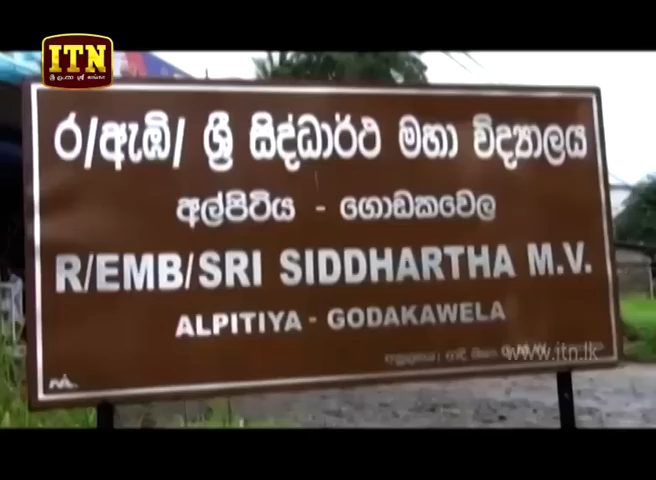 ITN
ර/ඇඹි/ ශ්‍රී සිද්ධාර්ථ මහා විද්‍යාලය
අල්පිටිය - ගොඩකවෙල
R/EMB/SRI SIDDHARTHA M.V.
ALPITIYA - GODAKAWELA
www.itn.lk